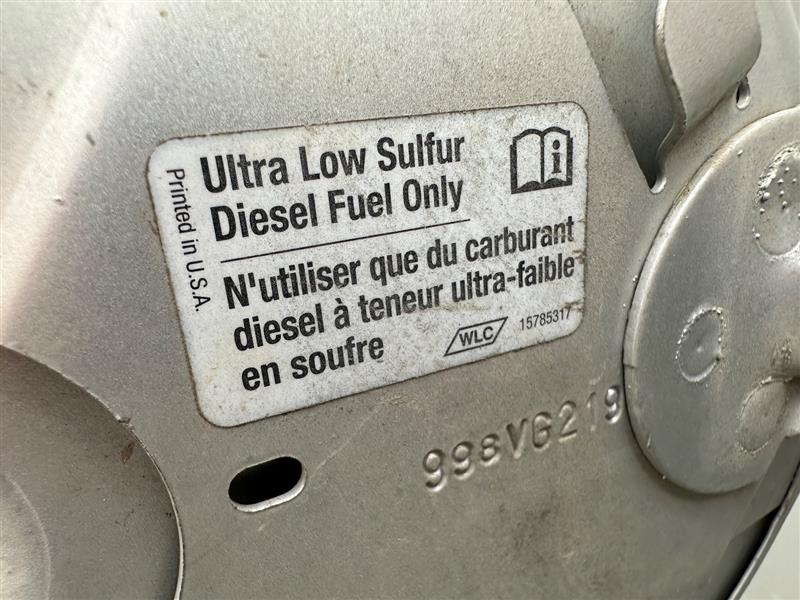 Ultra Low Sulfur
Diesel Fuel Only
N'utiliser que du carburant
diesel à teneur ultra-faible
en soufre
WLC 15785317
Printed in U.S.A.
998VG219